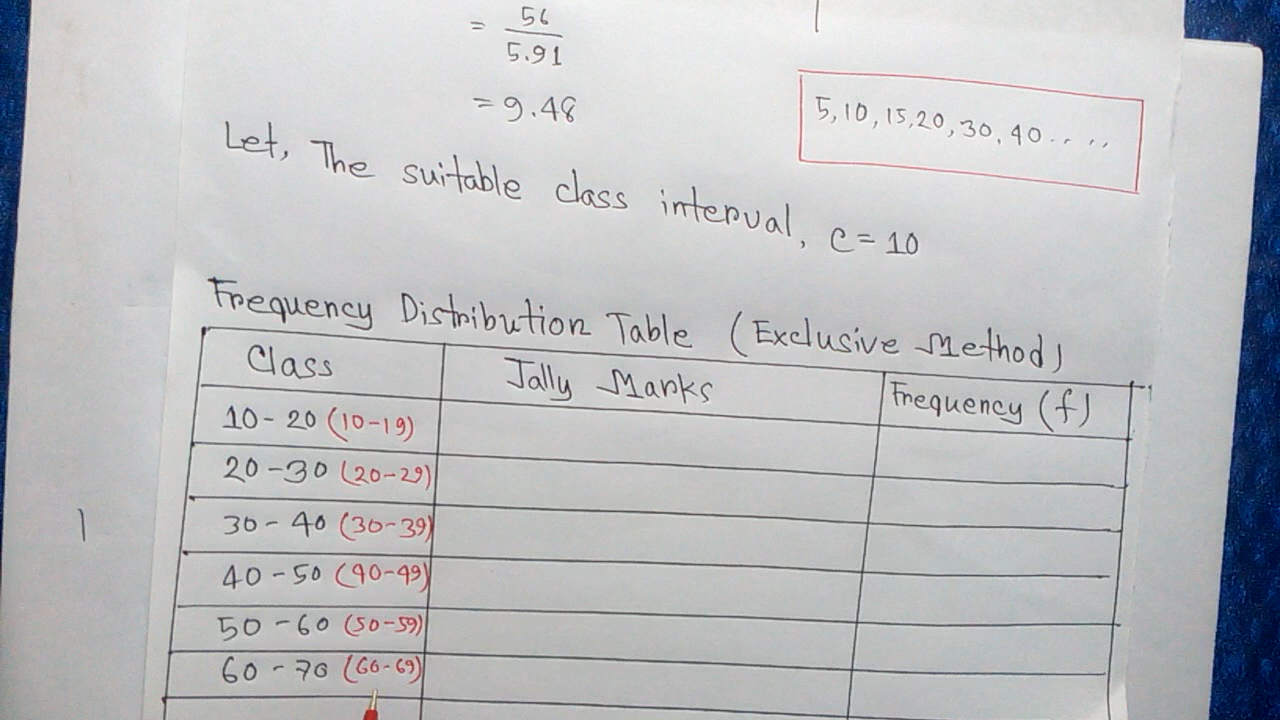 = 56
5.91
= 9.48
5, 10, 15, 20, 30, 40.....
Let, The suitable class interval, c = 10
Frequency Distribution Table (Exclusive Method)
Class Tally Marks Frequency (f)
10 - 20 (10-19)
20 - 30 (20-29)
30 - 40 (30-39)
40 - 50 (40-49)
50 - 60 (50-59)
60 - 70 (60-69)